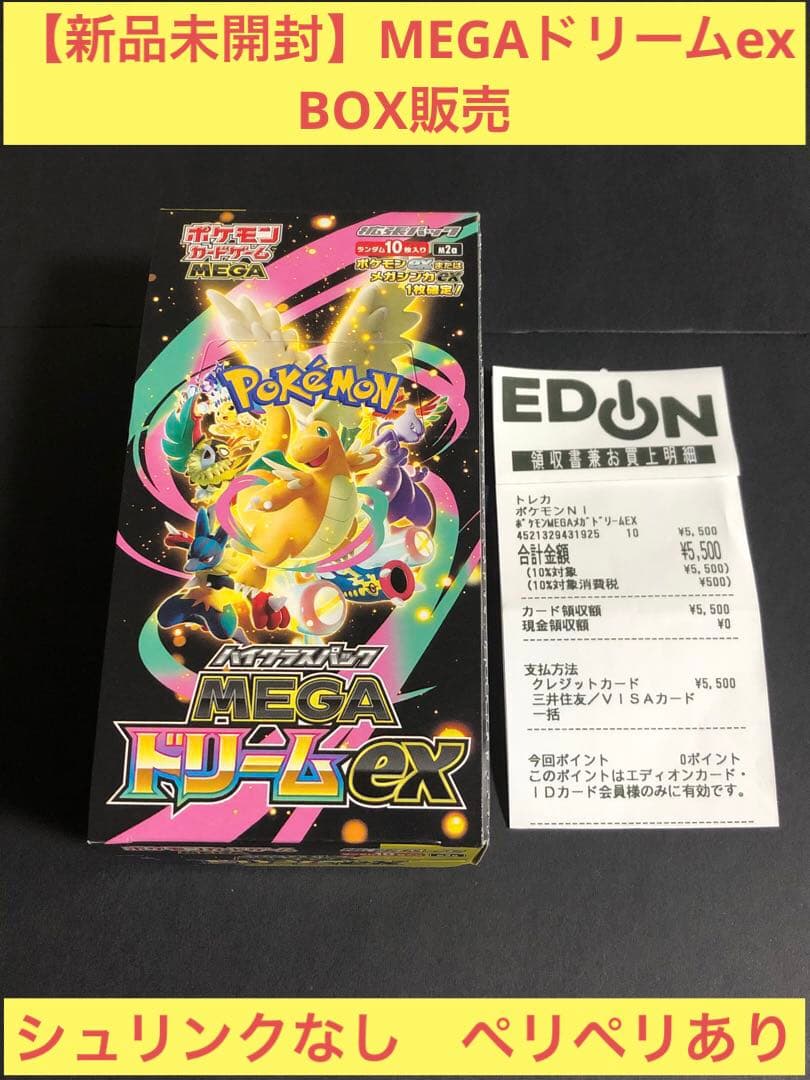 【新品未開封】MEGAドリームex
BOX販売
ポケモン
カードゲーム
MEGA
拡張パック
ランダム10枚入り M2a
ポケモンexまたは
メガシンカex
1枚確定!
POKéMON
ハイクラスパック
MEGA
ドリームex
EDION
領収書兼お買上明細
トレカ
ポケモンNI
ポケモンMEGAメガドリームEX
4521329431925 10 ¥5,500
合計金額 ¥5,500
(10%対象 ¥5,500)
(10%対象消費税 ¥500)
カード領収額 ¥5,500
現金領収額 ¥0
支払方法
クレジットカード ¥5,500
三井住友/VISAカード
一括
今回ポイント 0ポイント
このポイントはエディオンカード・
IDカード会員様のみに有効です。
シュリンクなし ペリペリあり